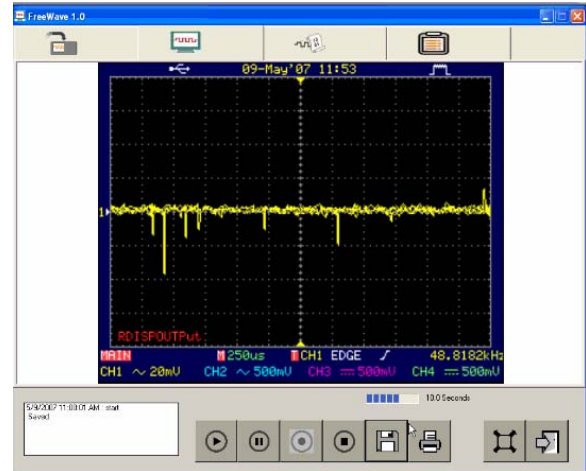 FreeWave 1.0
09-May'07 11:53
1
RDISPOUTPut
MAIN M 250us T CH1 EDGE 48.8182kHz
CH1 ~ 20mV CH2 ~ 500mV CH3 500mV CH4 500mV
10.0 Seconds
5/9/2007 11:00:01 AM : start
Saved